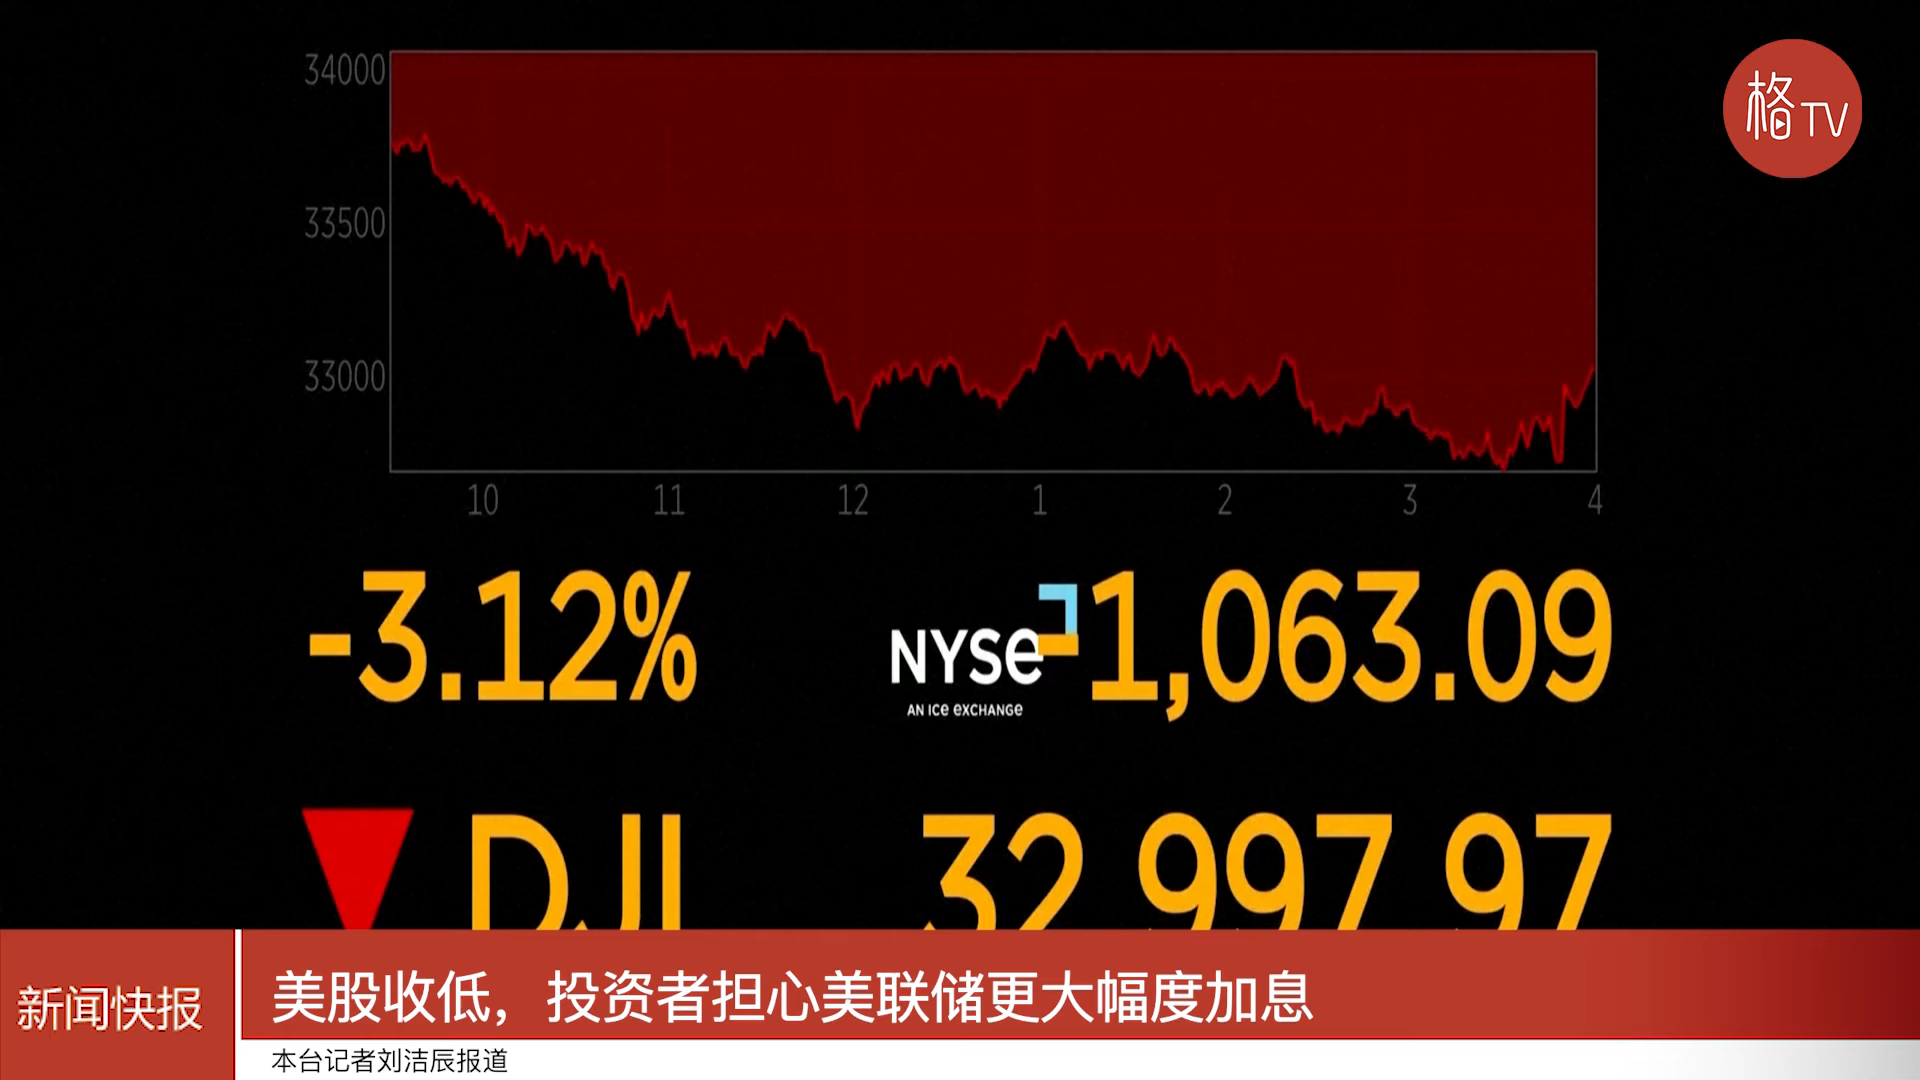 34000
格TV
33500
33000
10 11 12 1 2 3 4
-3.12% NYSE -1,063.09
AN ICE EXCHANGE
DJI 32,997.97
新闻快报
美股收低，投资者担心美联储更大幅度加息
本台记者刘洁辰报道